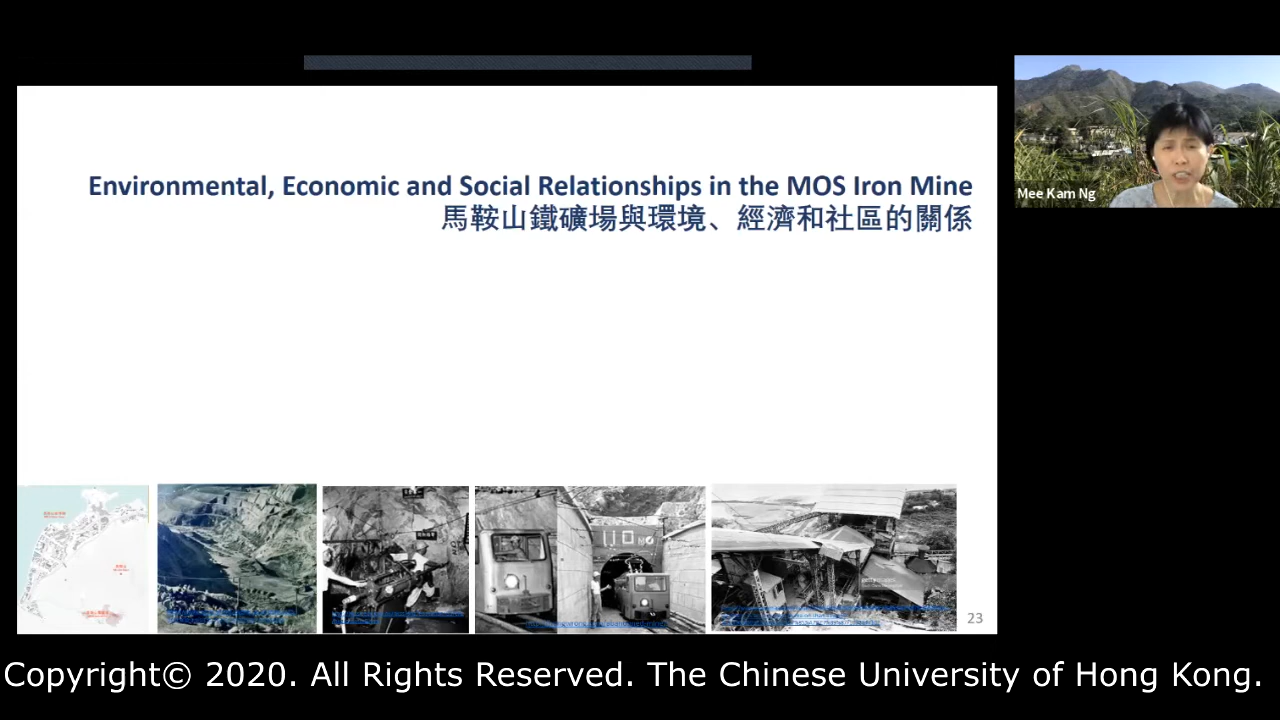 Environmental, Economic and Social Relationships in the MOS Iron Mine
馬鞍山鐵礦場與環境、經濟和社區的關係
Mee Kam Ng
23
Copyright© 2020. All Rights Reserved. The Chinese University of Hong Kong.